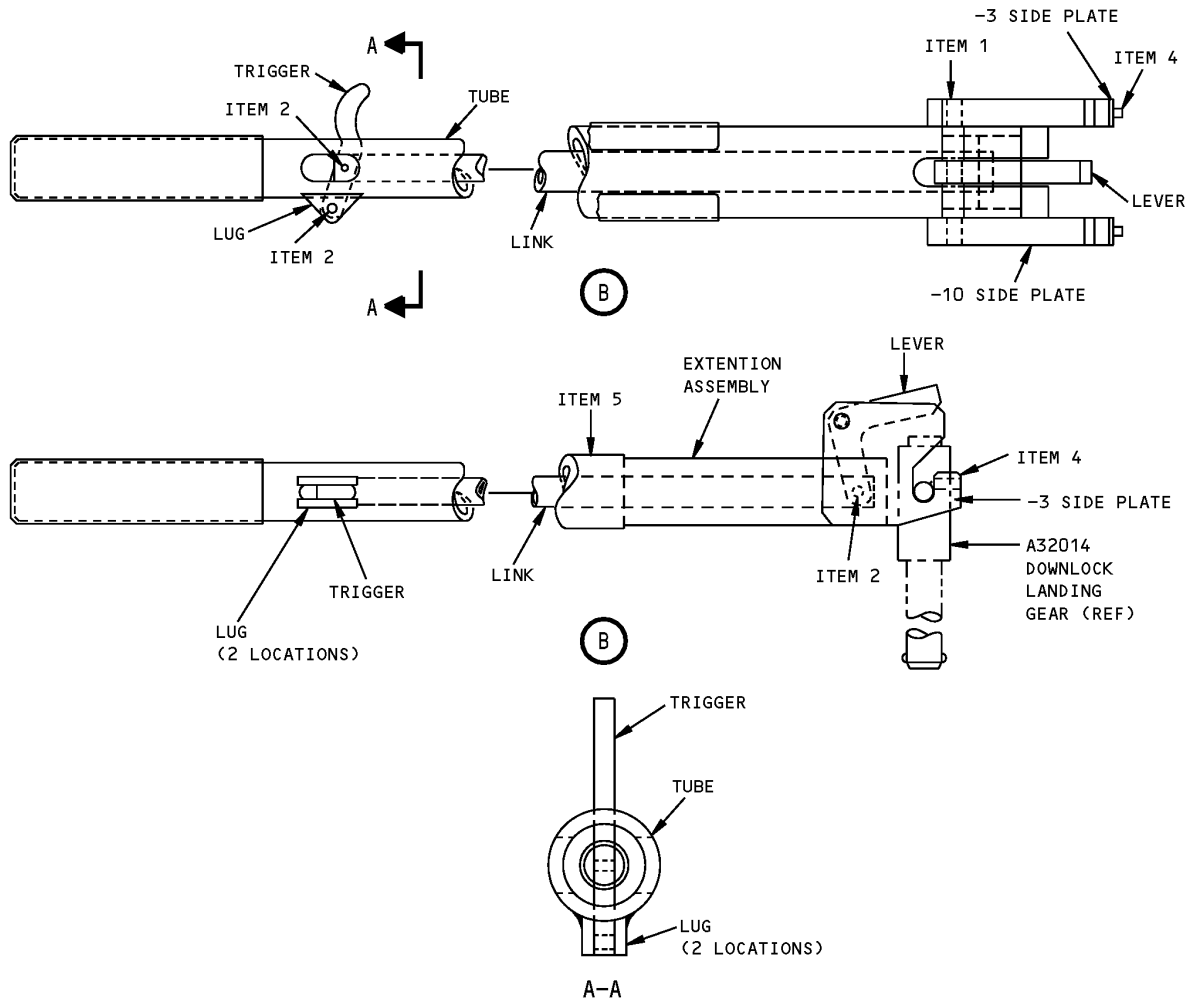 -3 SIDE PLATE
ITEM 1
ITEM 4
A
TRIGGER
TUBE
ITEM 2
LEVER
LUG
ITEM 2
LINK
-10 SIDE PLATE
A
B
LEVER
EXTENTION
ASSEMBLY
ITEM 5
ITEM 4
-3 SIDE PLATE
A32014
DOWNLOCK
LANDING
GEAR (REF)
LINK
ITEM 2
TRIGGER
LUG
(2 LOCATIONS)
B
TRIGGER
TUBE
LUG
(2 LOCATIONS)
A-A